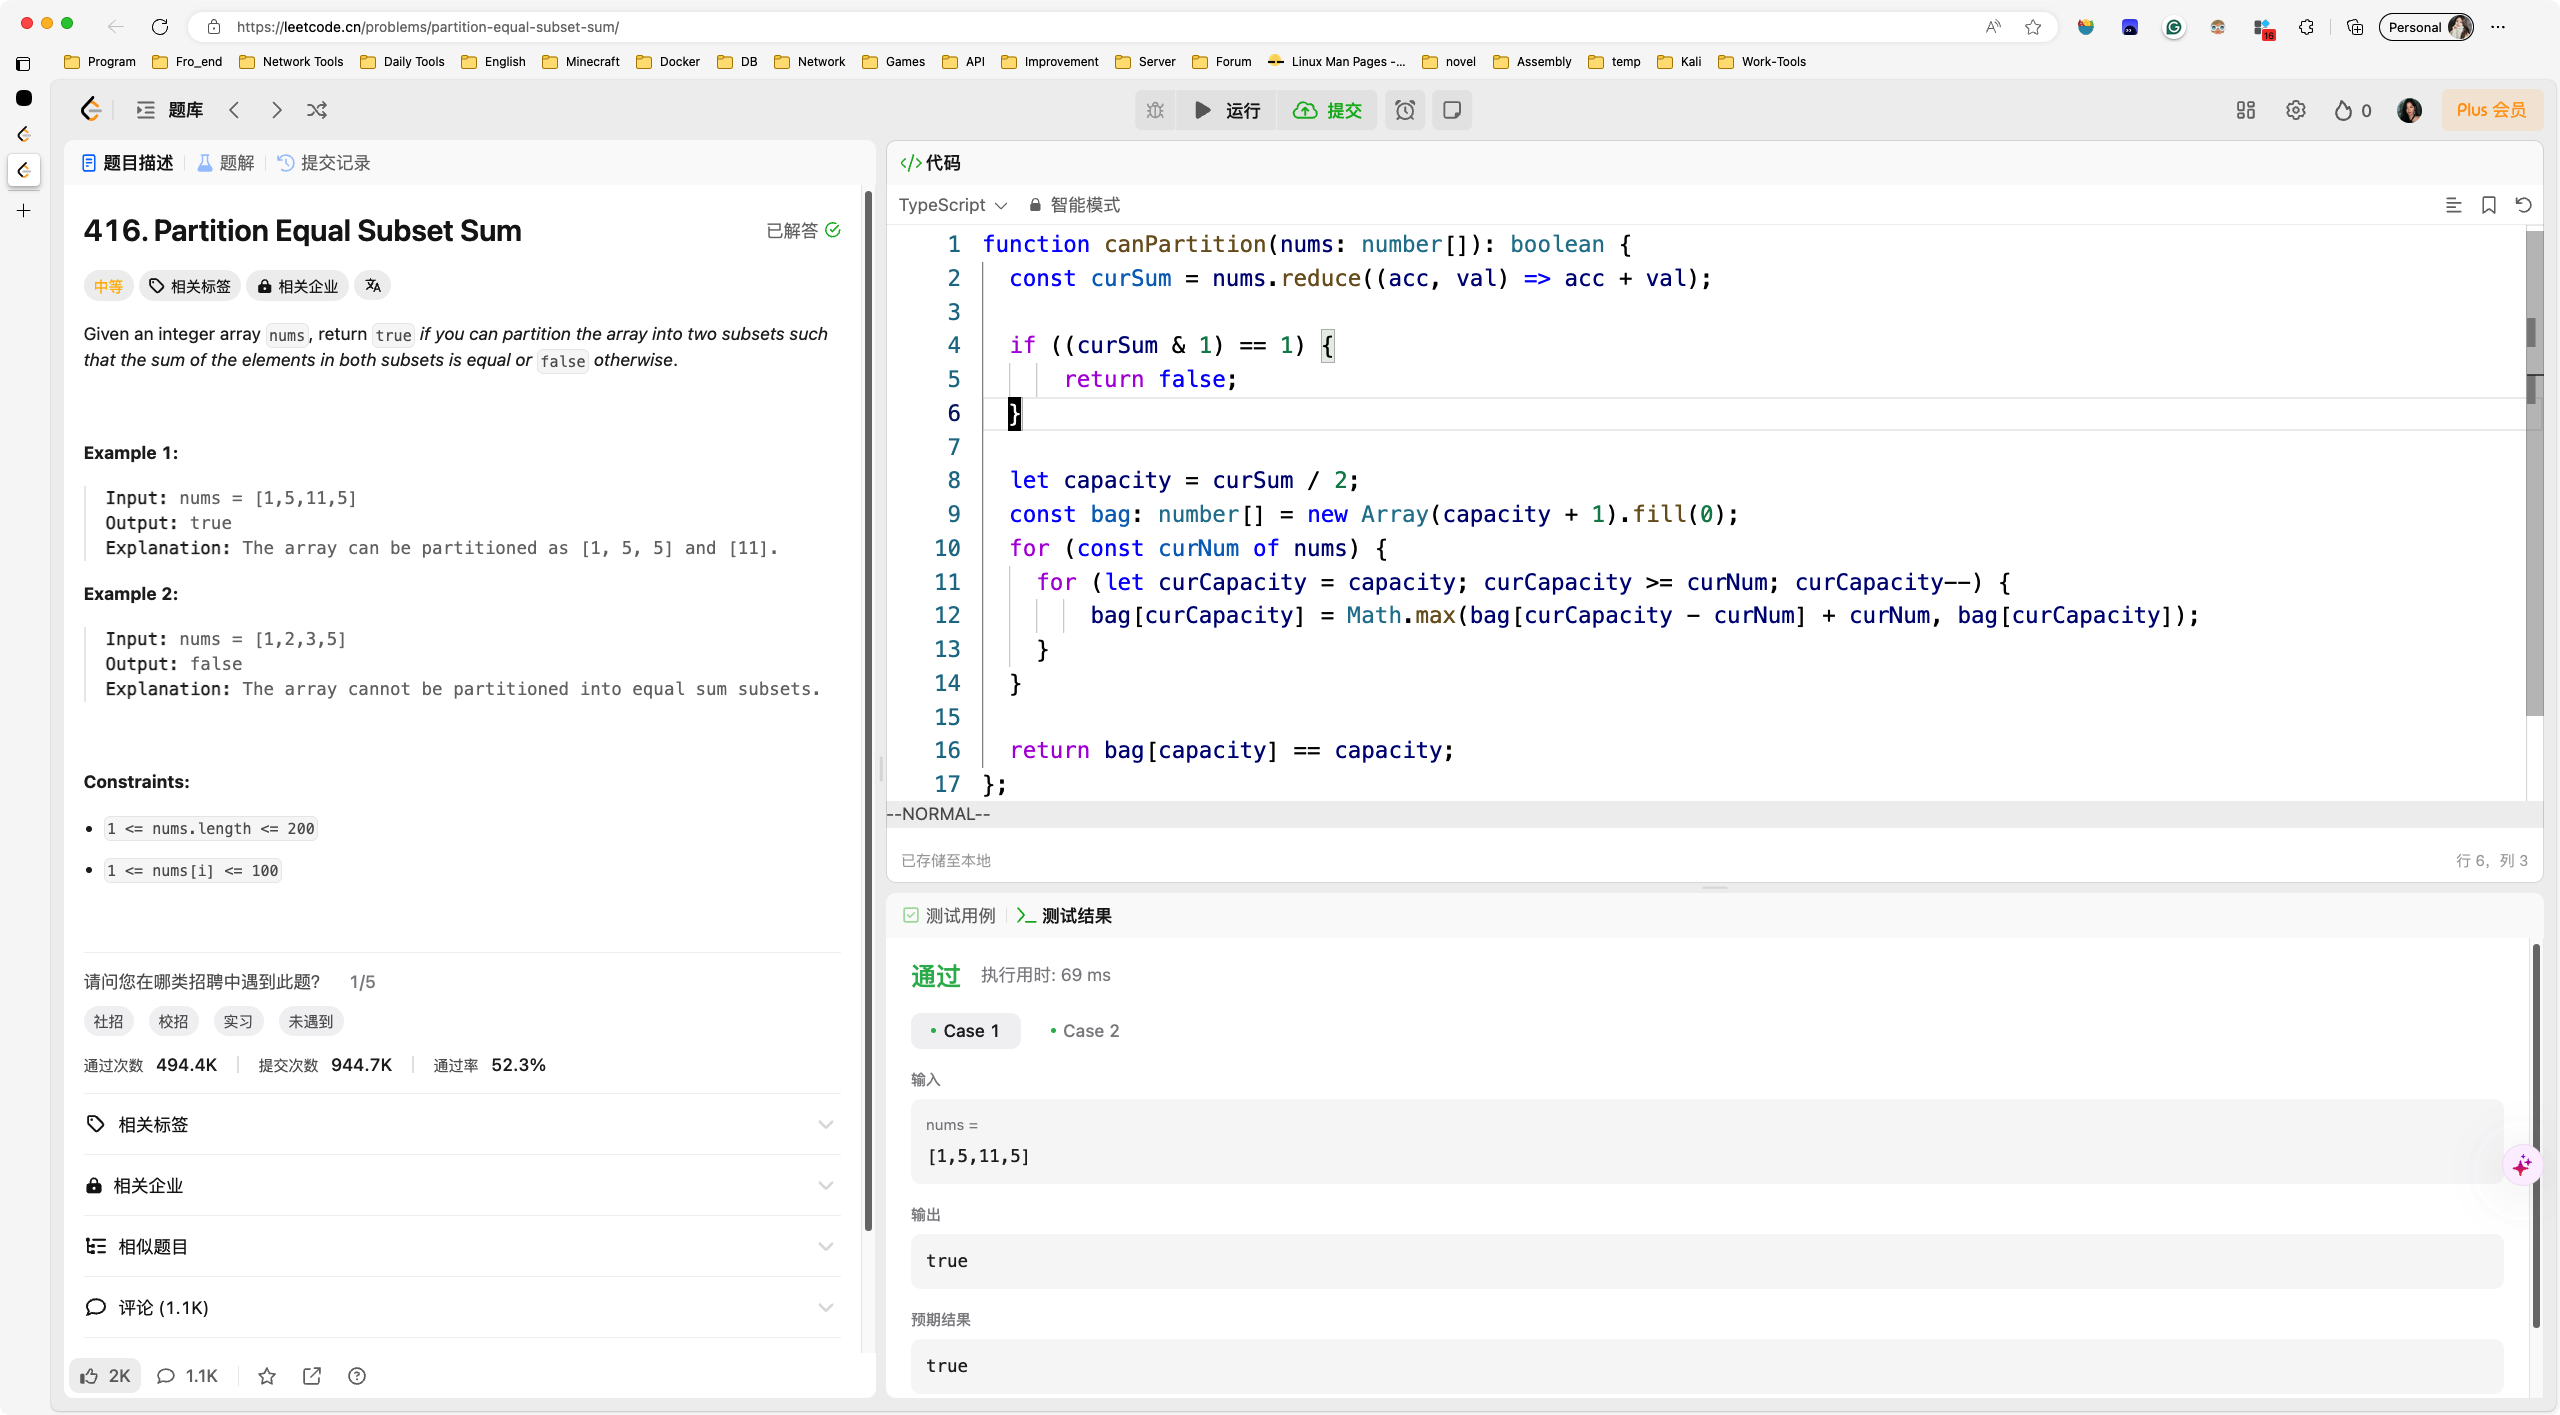 https://leetcode.cn/problems/partition-equal-subset-sum/
Personal
16
Program Fro_end Network Tools Daily Tools English Minecraft Docker DB Network Games API Improvement Server Forum Linux Man Pages -... novel Assembly temp Kali Work-Tools
题库
运行 提交
0
Plus 会员
题目描述 题解 提交记录
416. Partition Equal Subset Sum
已解答
中等 相关标签 相关企业
Given an integer array nums, return true if you can partition the array into two subsets such
that the sum of the elements in both subsets is equal or false otherwise.
Example 1:
Input: nums = [1,5,11,5]
Output: true
Explanation: The array can be partitioned as [1, 5, 5] and [11].
Example 2:
Input: nums = [1,2,3,5]
Output: false
Explanation: The array cannot be partitioned into equal sum subsets.
Constraints:
1 <= nums.length <= 200
1 <= nums[i] <= 100
请问您在哪类招聘中遇到此题? 1/5
社招 校招 实习 未遇到
通过次数 494.4K 提交次数 944.7K 通过率 52.3%
相关标签
相关企业
相似题目
评论 (1.1K)
2K 1.1K
代码
TypeScript 智能模式
1 function canPartition(nums: number[]): boolean {
2 const curSum = nums.reduce((acc, val) => acc + val);
3
4 if ((curSum & 1) == 1) {
5 return false;
6 }
7
8 let capacity = curSum / 2;
9 const bag: number[] = new Array(capacity + 1).fill(0);
10 for (const curNum of nums) {
11 for (let curCapacity = capacity; curCapacity >= curNum; curCapacity--) {
12 bag[curCapacity] = Math.max(bag[curCapacity - curNum] + curNum, bag[curCapacity]);
13 }
14 }
15
16 return bag[capacity] == capacity;
17 };
--NORMAL--
已存储至本地
行 6, 列 3
测试用例 测试结果
通过 执行用时: 69 ms
Case 1 Case 2
输入
nums =
[1,5,11,5]
输出
true
预期结果
true